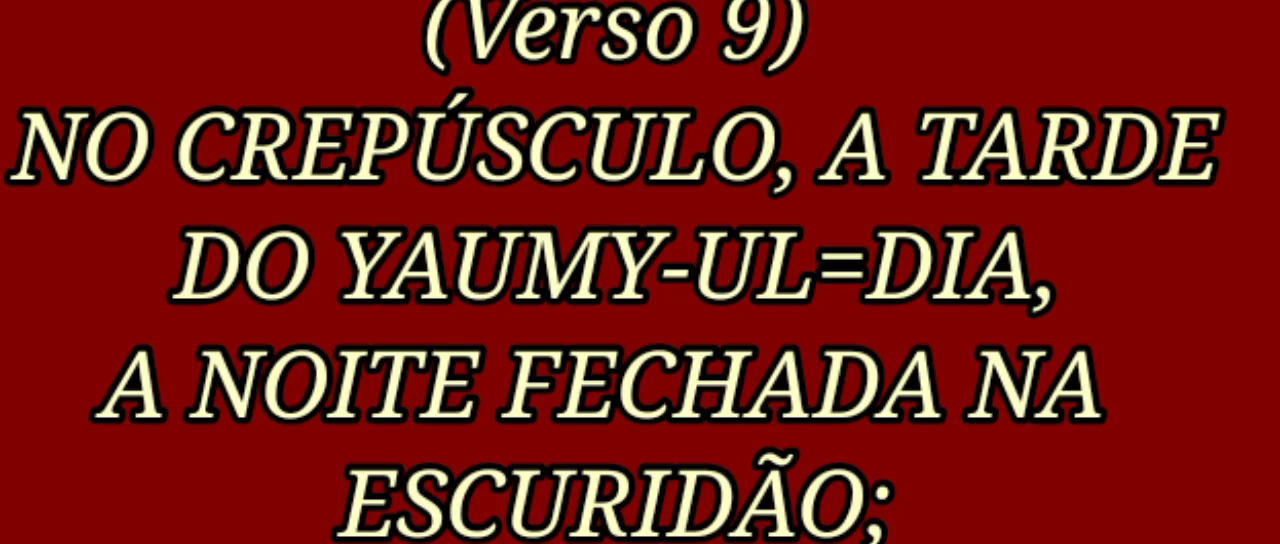 (Verso 9)
NO CREPÚSCULO, A TARDE
DO YAUMY-UL=DIA,
A NOITE FECHADA NA
ESCURIDÃO;